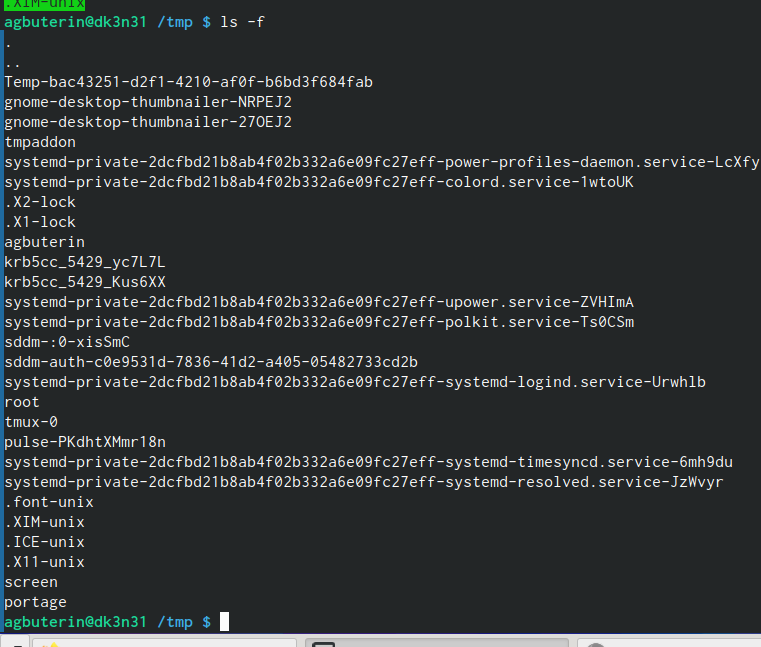 .XIM-unix
agbuterin@dk3n31 /tmp $ ls -f
.
..
Temp-bac43251-d2f1-4210-af0f-b6bd3f684fab
gnome-desktop-thumbnailer-NRPEJ2
gnome-desktop-thumbnailer-27OEJ2
tmpaddon
systemd-private-2dcfbd21b8ab4f02b332a6e09fc27eff-power-profiles-daemon.service-LcXfy
systemd-private-2dcfbd21b8ab4f02b332a6e09fc27eff-colord.service-1wtoUK
.X2-lock
.X1-lock
agbuterin
krb5cc_5429_yc7L7L
krb5cc_5429_Kus6XX
systemd-private-2dcfbd21b8ab4f02b332a6e09fc27eff-upower.service-ZVHImA
systemd-private-2dcfbd21b8ab4f02b332a6e09fc27eff-polkit.service-Ts0CSm
sddm-:0-xisSmC
sddm-auth-c0e9531d-7836-41d2-a405-05482733cd2b
systemd-private-2dcfbd21b8ab4f02b332a6e09fc27eff-systemd-logind.service-Urwhlb
root
tmux-0
pulse-PKdhtXMmr18n
systemd-private-2dcfbd21b8ab4f02b332a6e09fc27eff-systemd-timesyncd.service-6mh9du
systemd-private-2dcfbd21b8ab4f02b332a6e09fc27eff-systemd-resolved.service-JzWvyr
.font-unix
.XIM-unix
.ICE-unix
.X11-unix
screen
portage
agbuterin@dk3n31 /tmp $